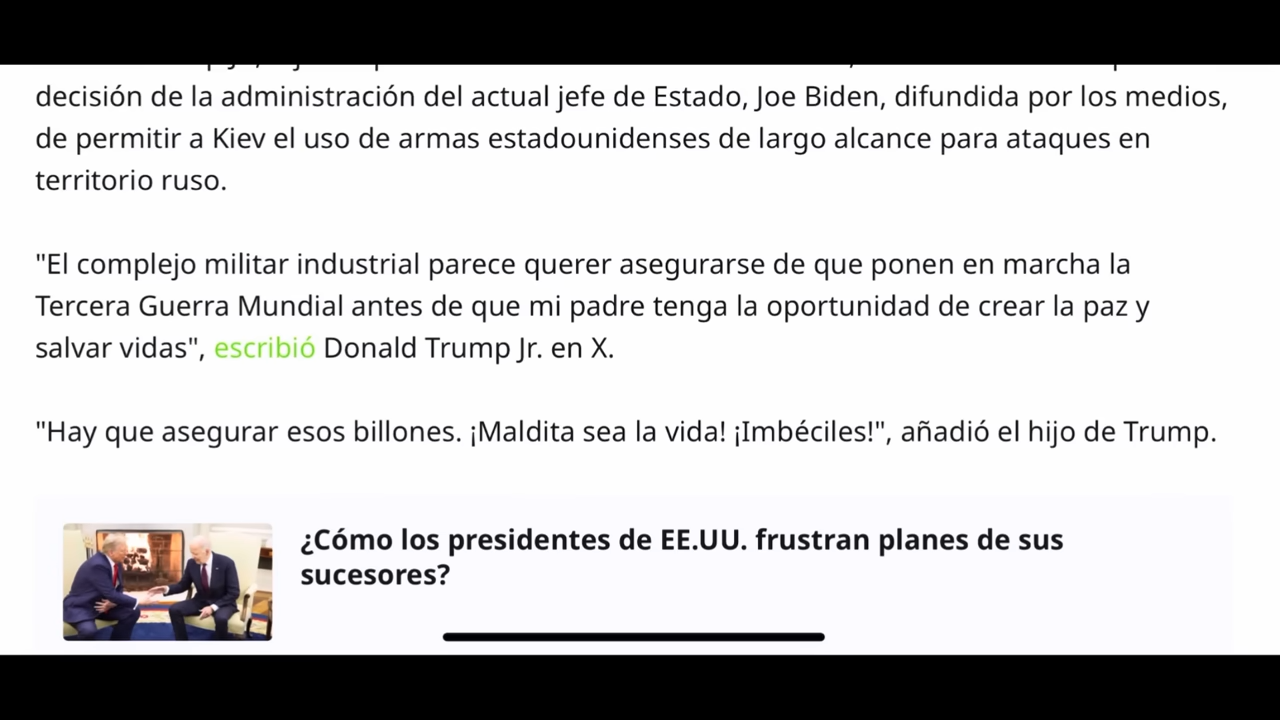 decisión de la administración del actual jefe de Estado, Joe Biden, difundida por los medios,
de permitir a Kiev el uso de armas estadounidenses de largo alcance para ataques en
territorio ruso.
"El complejo militar industrial parece querer asegurarse de que ponen en marcha la
Tercera Guerra Mundial antes de que mi padre tenga la oportunidad de crear la paz y
salvar vidas", escribió Donald Trump Jr. en X.
"Hay que asegurar esos billones. ¡Maldita sea la vida! ¡Imbéciles!", añadió el hijo de Trump.
¿Cómo los presidentes de EE.UU. frustran planes de sus
sucesores?